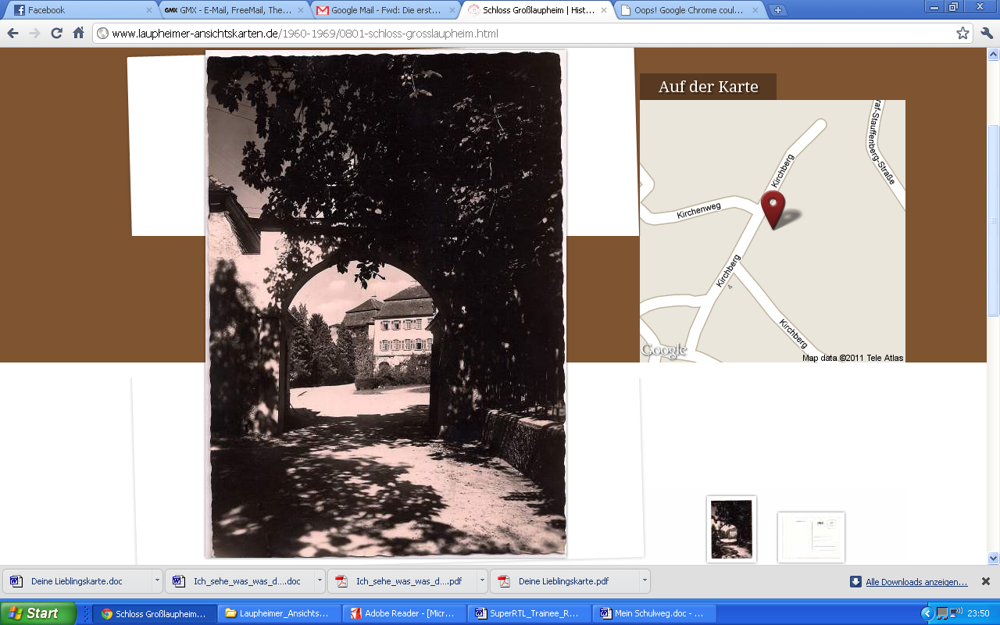 Facebook
GMX - E-Mail, FreeMail, The...
Google Mail - Fwd: Die erst...
Schloss Großlaupheim | Hist...
Oops! Google Chrome coul...
www.laupheimer-ansichtskarten.de/1960-1969/0801-schloss-grosslaupheim.html
Auf der Karte
raf-Stauffenberg-Straße
Kirchberg
Kirchenweg
Kirchberg
4
Kirchberg
Google
Map data ©2011 Tele Atlas
Deine Lieblingskarte.doc
Ich_sehe_was_was_d....doc
Ich_sehe_was_was_d....pdf
Deine Lieblingskarte.pdf
Alle Downloads anzeigen...
Start
Schloss Großlaupheim...
Laupheimer_Ansichts...
Adobe Reader - [Micr...
SuperRTL_Trainee_R...
Mein Schulweg.doc - ...
23:50